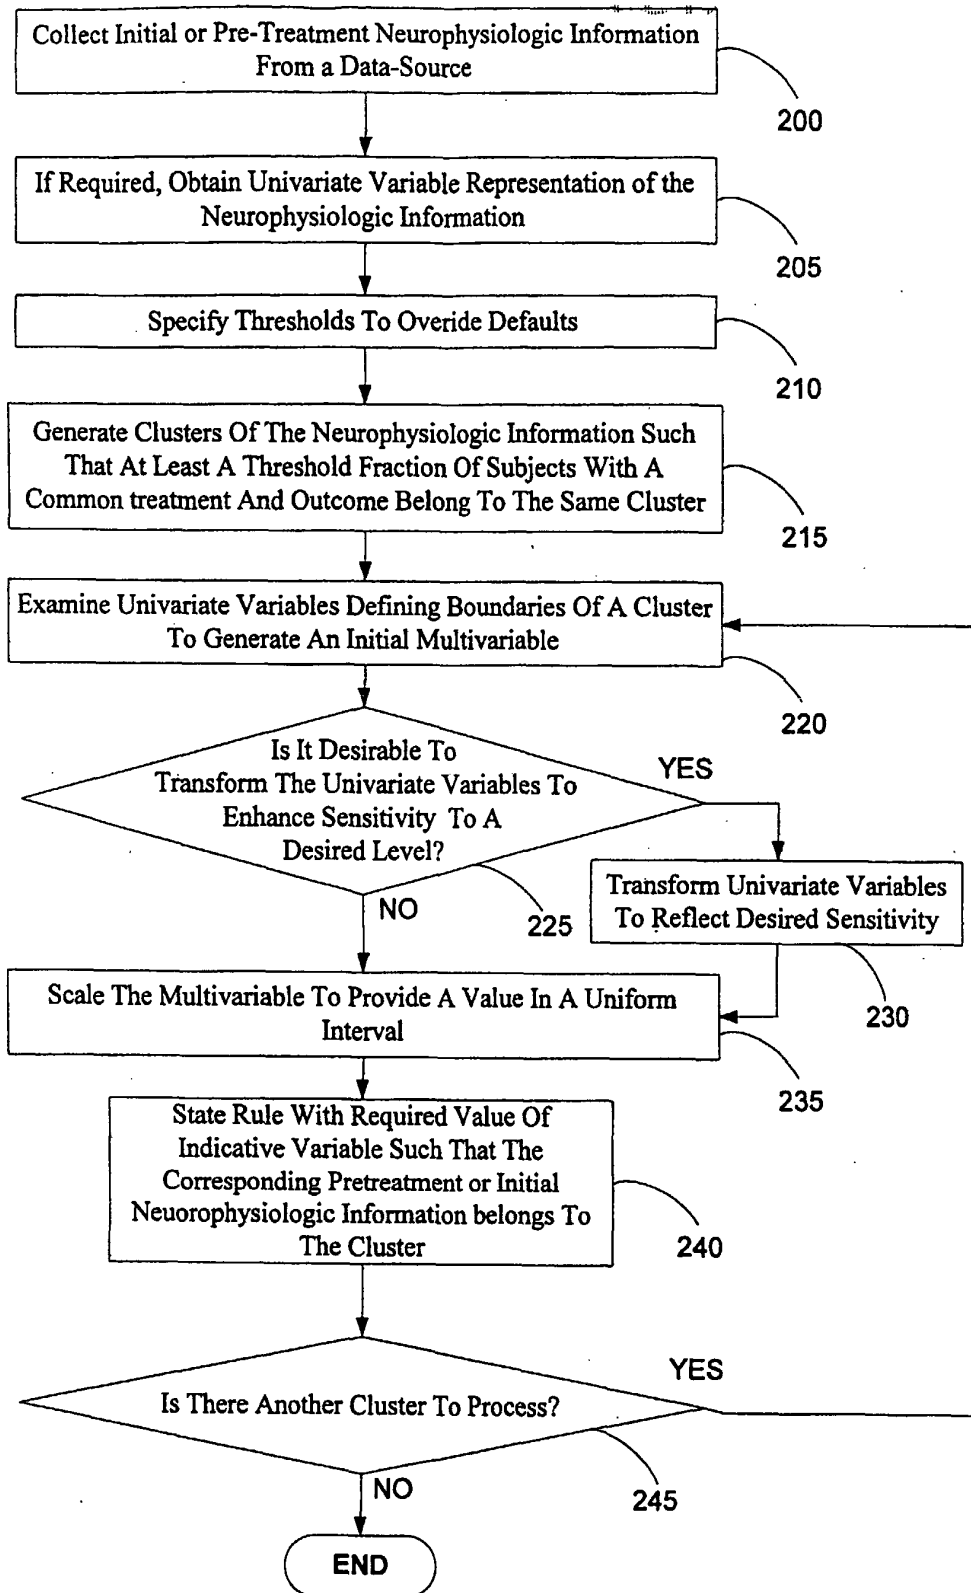 Collect Initial or Pre-Treatment Neurophysiologic Information
From a Data-Source
200
If Required, Obtain Univariate Variable Representation of the
Neurophysiologic Information
205
Specify Thresholds To Overide Defaults
210
Generate Clusters Of The Neurophysiologic Information Such
That At Least A Threshold Fraction Of Subjects With A
Common treatment And Outcome Belong To The Same Cluster
215
Examine Univariate Variables Defining Boundaries Of A Cluster
To Generate An Initial Multivariable
220
Is It Desirable To
Transform The Univariate Variables To
Enhance Sensitivity To A
Desired Level?
YES
225
NO
Transform Univariate Variables
To Reflect Desired Sensitivity
230
Scale The Multivariable To Provide A Value In A Uniform
Interval
235
State Rule With Required Value Of
Indicative Variable Such That The
Corresponding Pretreatment or Initial
Neuorophysiologic Information belongs To
The Cluster
240
Is There Another Cluster To Process?
YES
245
NO
END